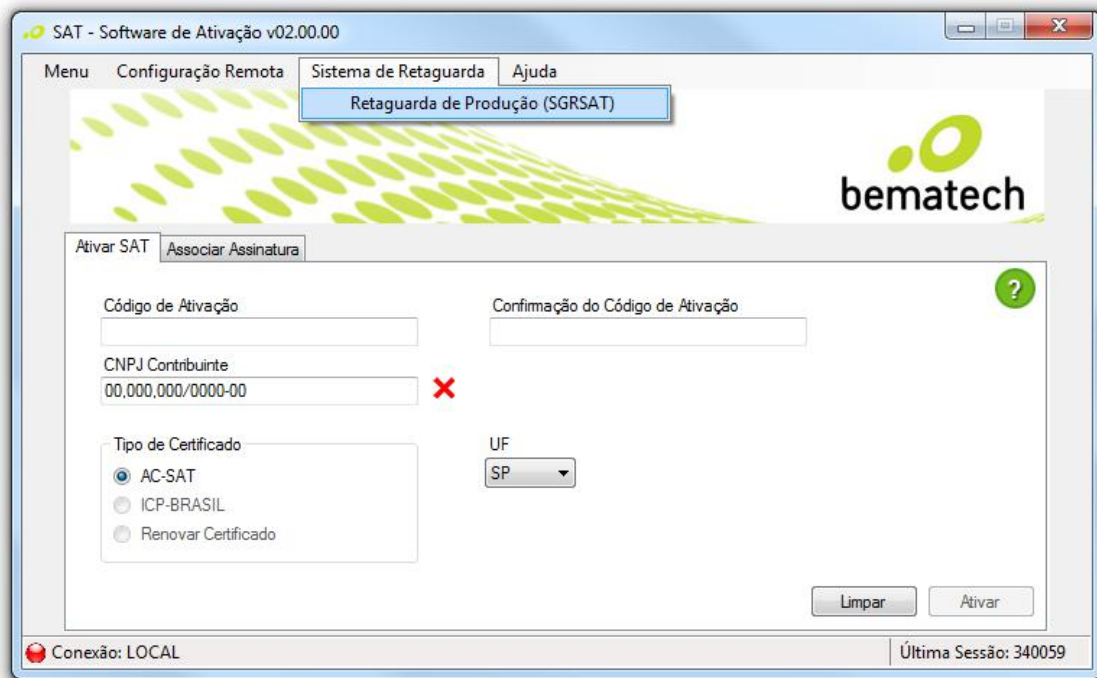 SAT - Software de Ativação v02.00.00
Menu Configuração Remota Sistema de Retaguarda Ajuda
Retaguarda de Produção (SGRSAT)
bematech
Ativar SAT Associar Assinatura
?
Código de Ativação Confirmação do Código de Ativação
CNPJ Contribuinte
00,000,000/0000-00
Tipo de Certificado UF
AC-SAT SP
ICP-BRASIL
Renovar Certificado
Limpar Ativar
Conexão: LOCAL Última Sessão: 340059